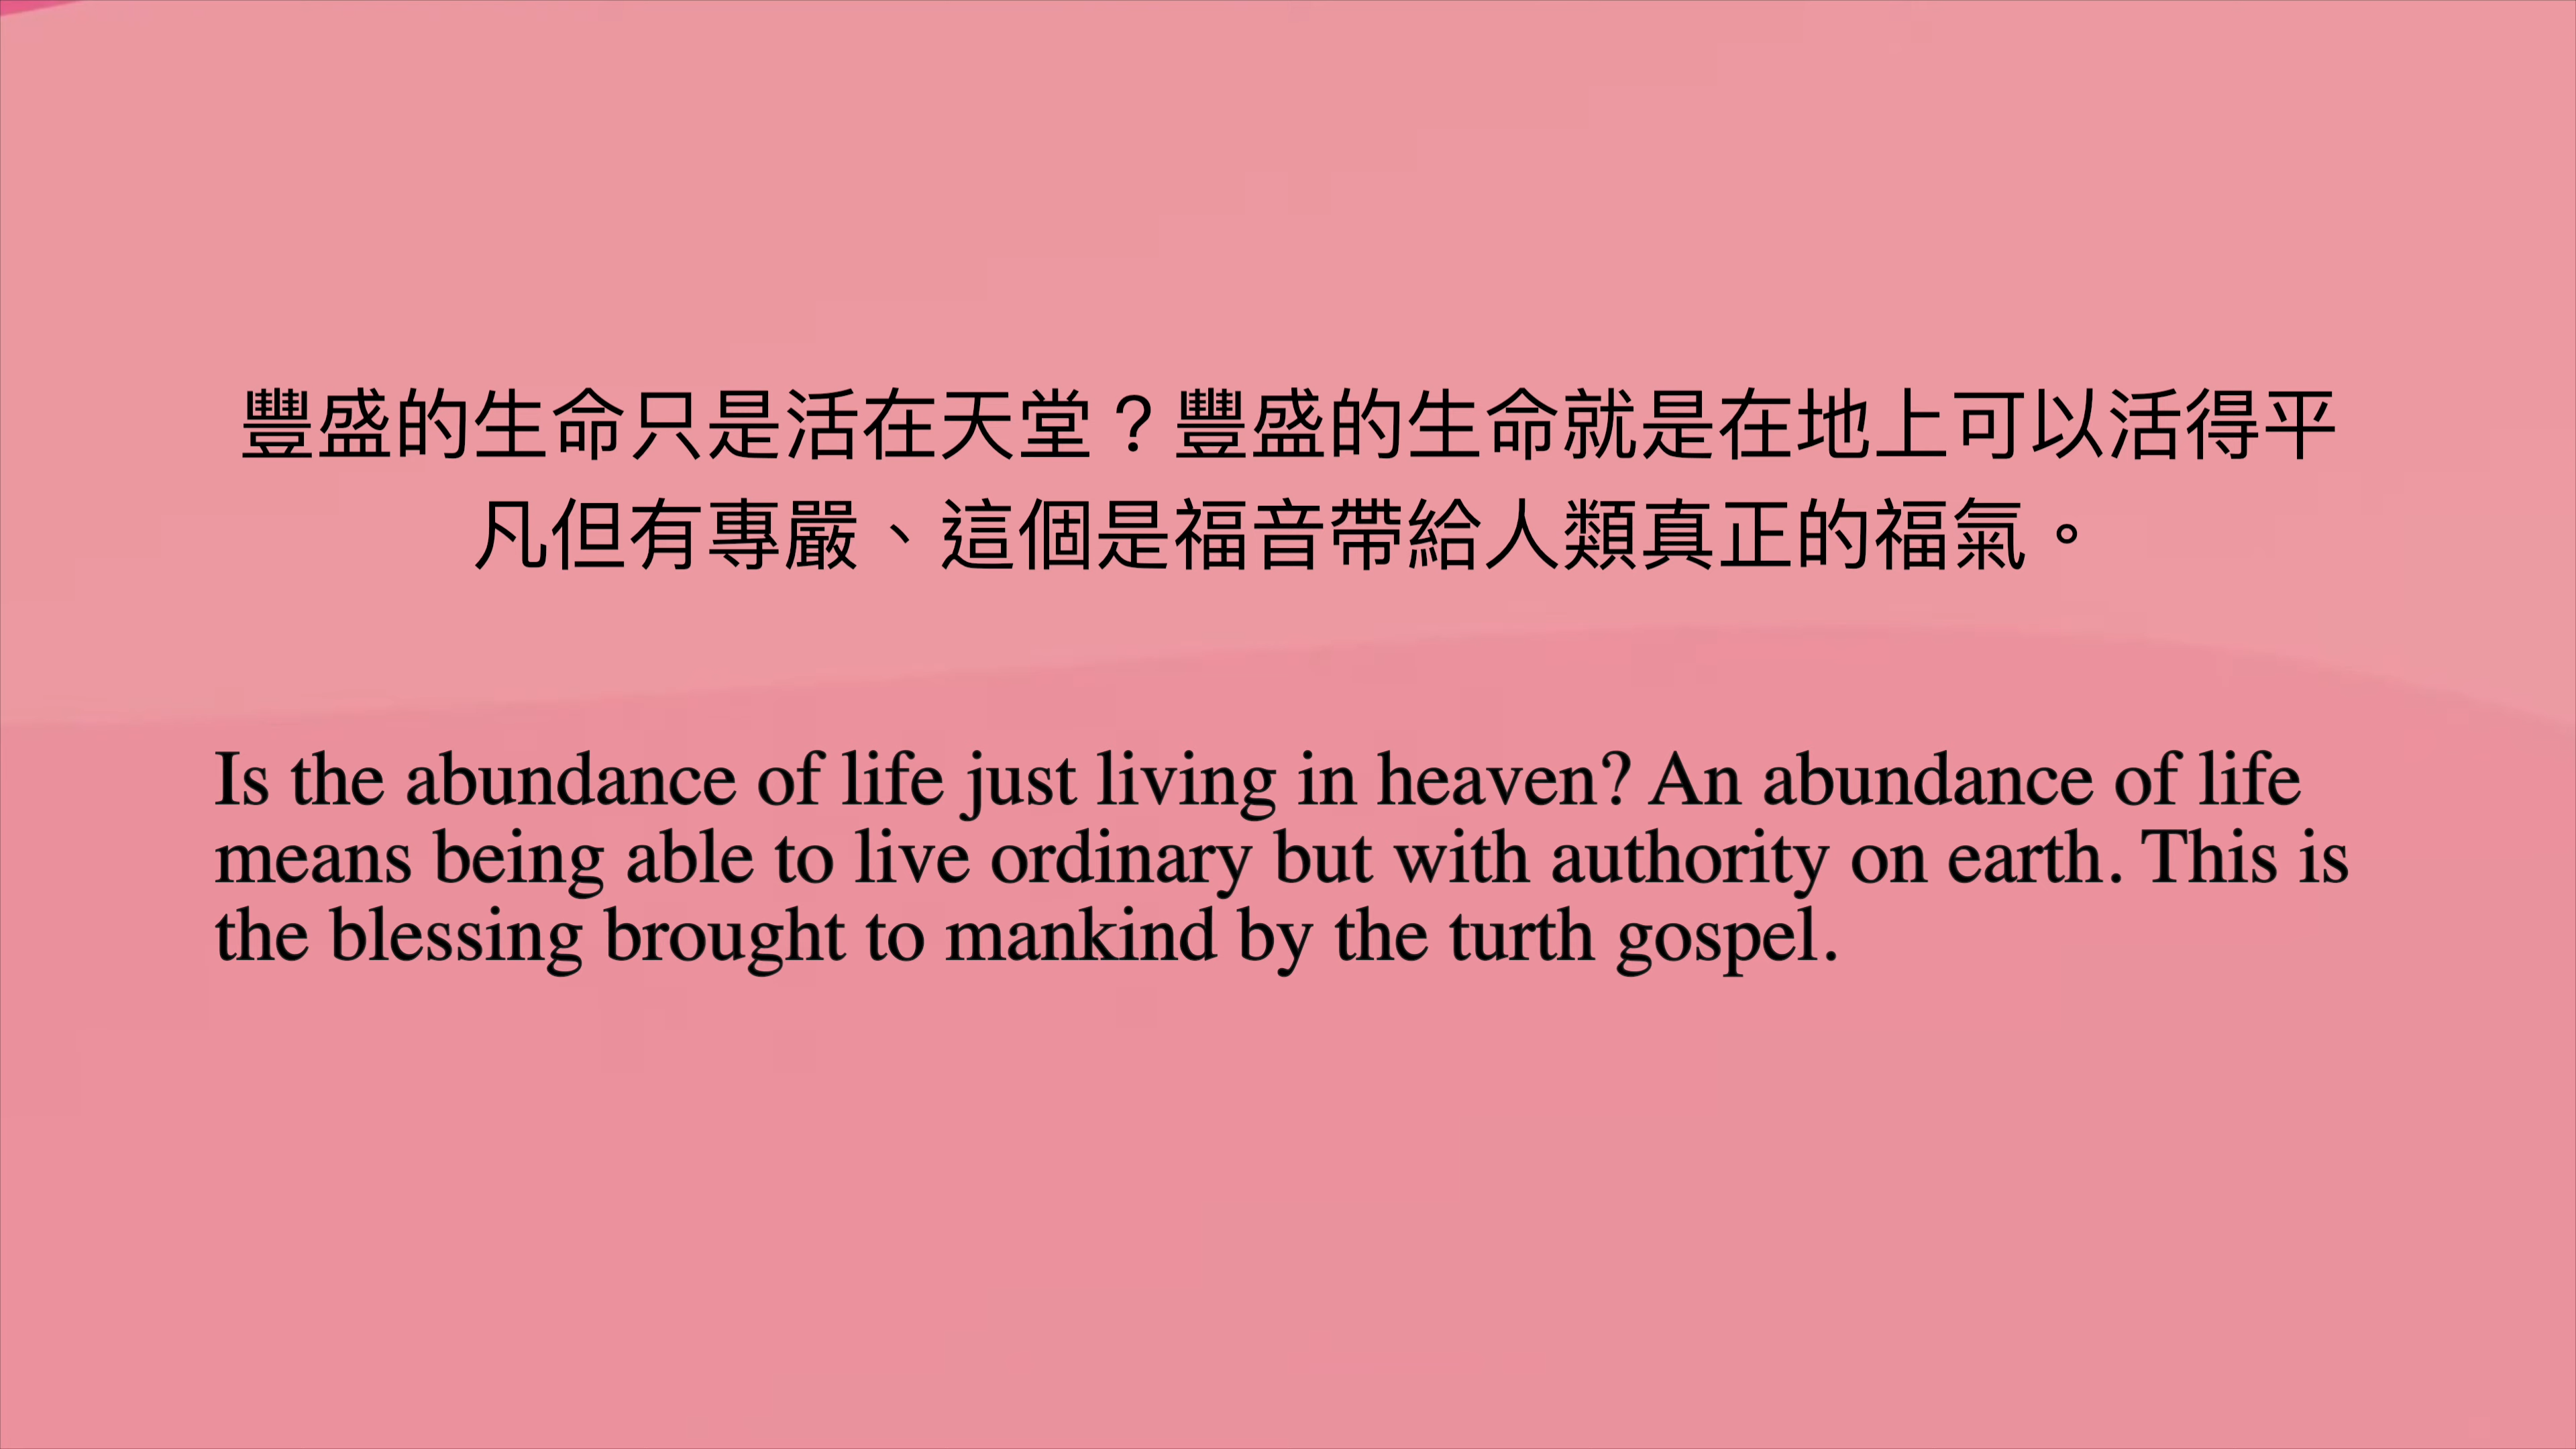 豐盛的生命只是活在天堂？豐盛的生命就是在地上可以活得平
凡但有專嚴、這個是福音帶給人類真正的福氣。
Is the abundance of life just living in heaven? An abundance of life
means being able to live ordinary but with authority on earth. This is
the blessing brought to mankind by the turth gospel.